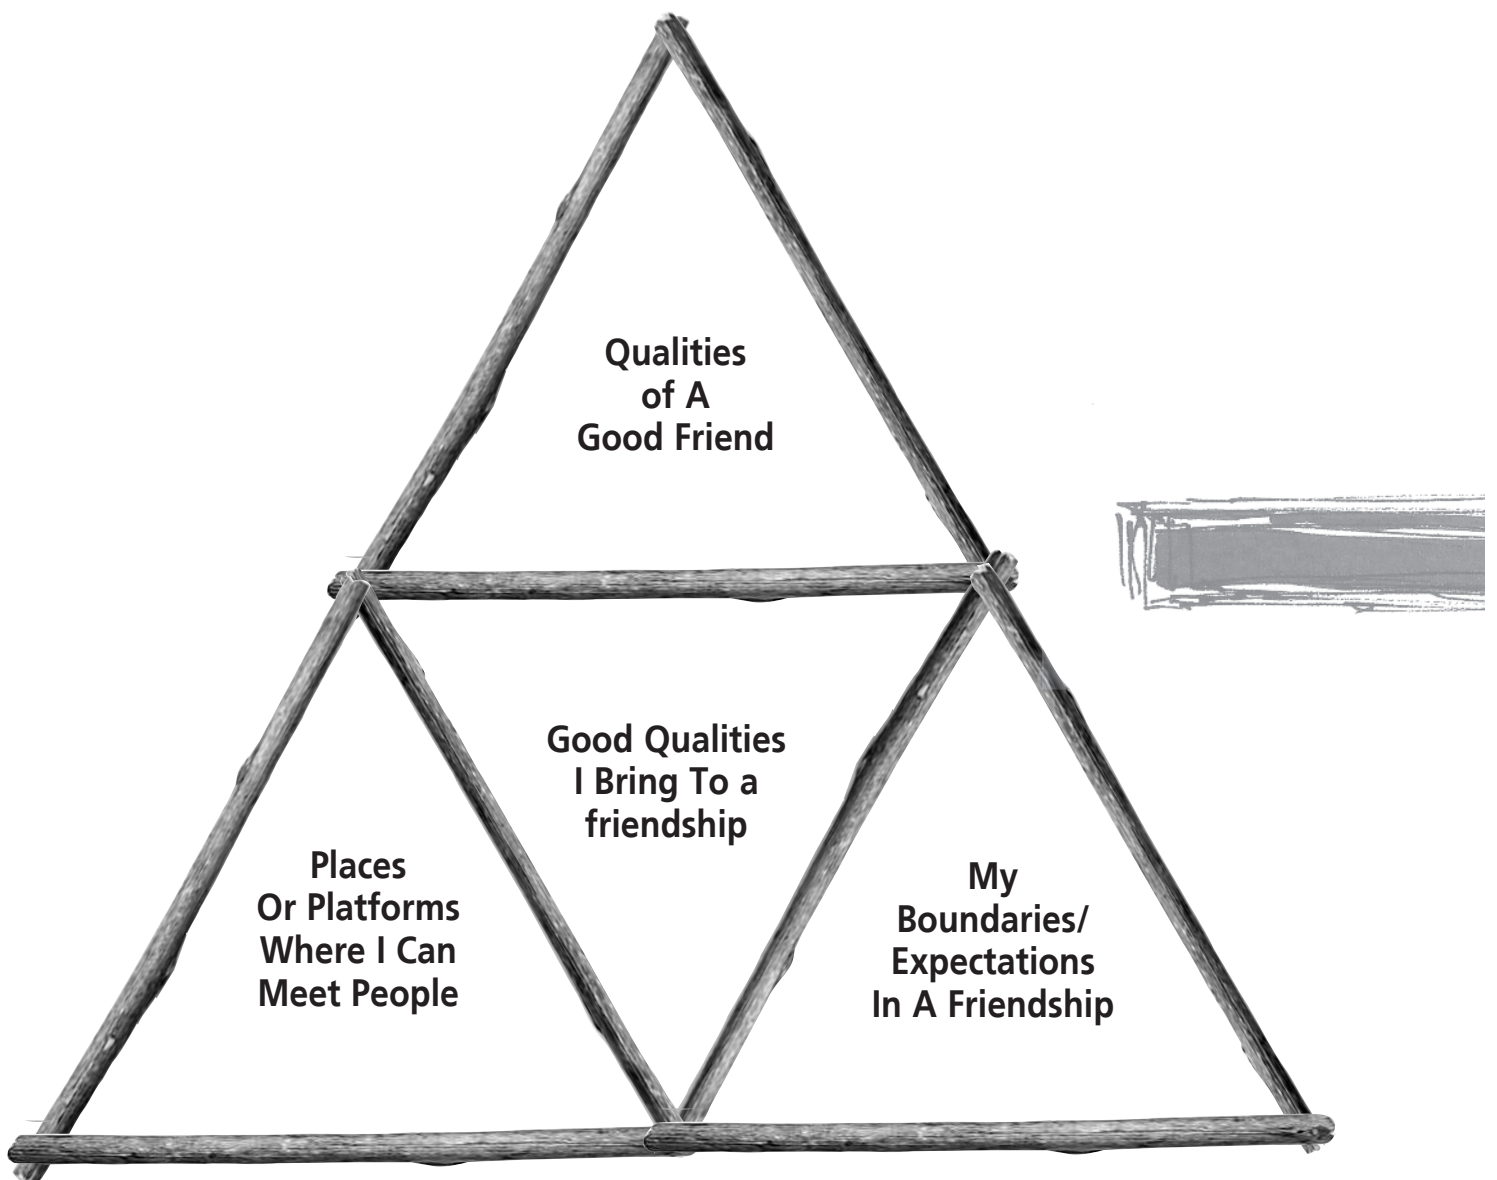 Qualities
of A
Good Friend
Good Qualities
I Bring To a
friendship
Places
Or Platforms
Where I Can
Meet People
My
Boundaries/
Expectations
In A Friendship